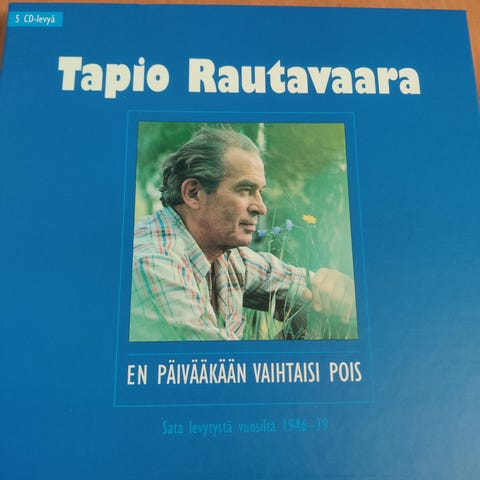 5 CD-levyä
Tapio Rautavaara
EN PÄIVÄÄKÄÄN VAIHTAISI POIS
Sata levytystä vuosilta 1946–79